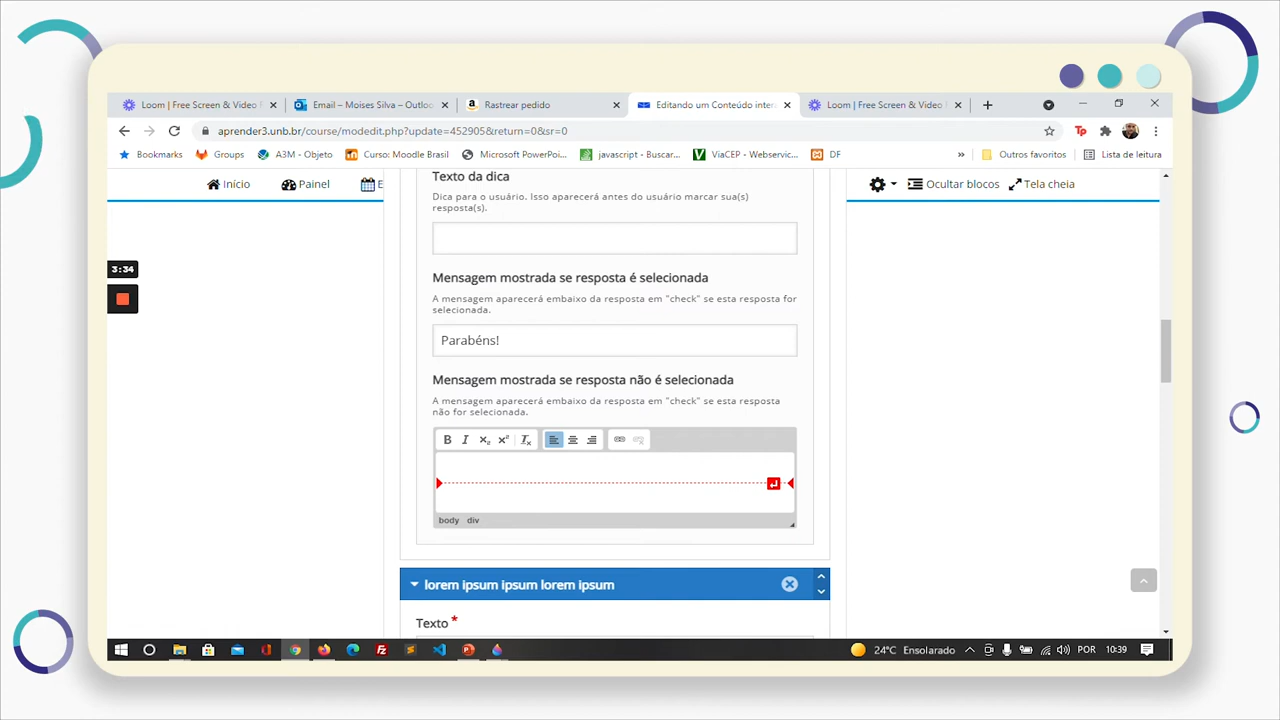 Loom | Free Screen & Video
Email – Moises Silva – Outloo
Rastrear pedido
Editando um Conteúdo inter
Loom | Free Screen & Video
aprender3.unb.br/course/modedit.php?update=452905&return=0&sr=0
Tp
Bookmarks
Groups
A3M - Objeto
Curso: Moodle Brasil
Microsoft PowerPoi...
javascript - Buscar...
ViaCEP - Webservic...
DF
»
Outros favoritos
Lista de leitura
Início
Painel
E
Ocultar blocos
Tela cheia
Texto da dica
Dica para o usuário. Isso aparecerá antes do usuário marcar sua(s)
resposta(s).
3:34
Mensagem mostrada se resposta é selecionada
A mensagem aparecerá embaixo da resposta em "check" se esta resposta for
selecionada.
Parabéns!
Mensagem mostrada se resposta não é selecionada
A mensagem aparecerá embaixo da resposta em "check" se esta resposta
não for selecionada.
B I x₂ x² Tx
body div
lorem ipsum ipsum lorem ipsum
Texto *
24°C Ensolarado
POR
10:39